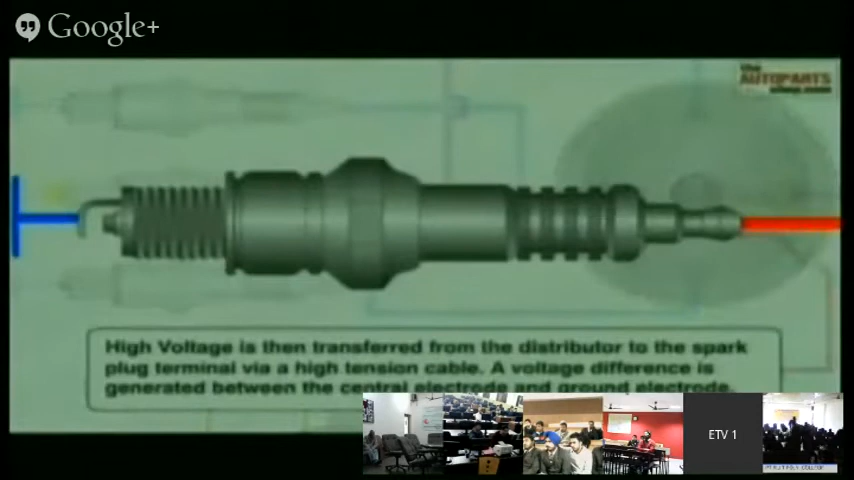 Google+
the
AUTOPARTS
shop.com
High Voltage is then transferred from the distributor to the spark
plug terminal via a high tension cable. A voltage difference is
generated between the central electrode and ground electrode.
ETV 1